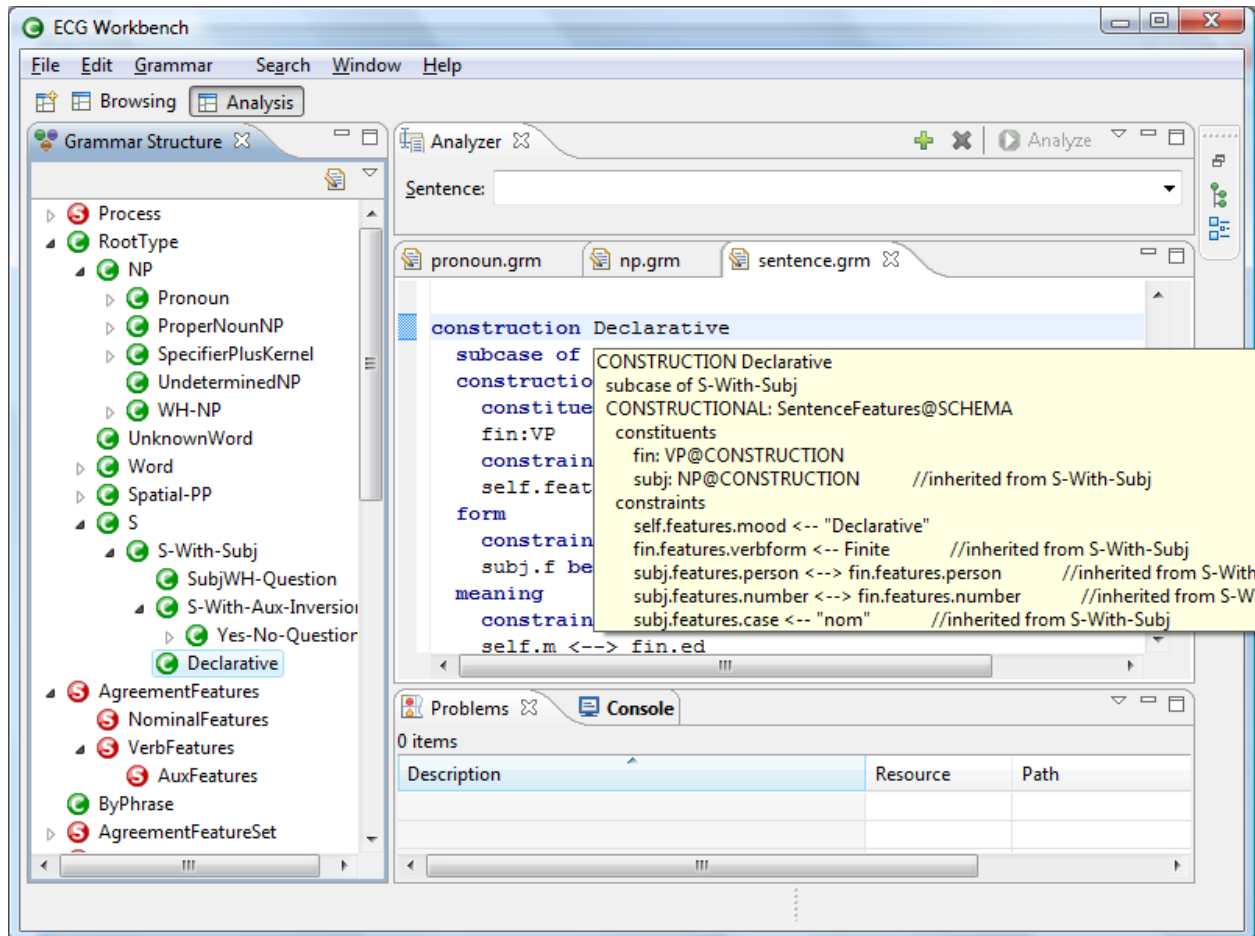 ECG Workbench
File Edit Grammar Search Window Help
Browsing Analysis
Grammar Structure
Process
RootType
NP
Pronoun
ProperNounNP
SpecifierPlusKernel
UndeterminedNP
WH-NP
UnknownWord
Word
Spatial-PP
S
S-With-Subj
SubjWH-Question
S-With-Aux-Inversion
Yes-No-Question
Declarative
AgreementFeatures
NominalFeatures
VerbFeatures
AuxFeatures
ByPhrase
AgreementFeatureSet
Analyzer Analyze
Sentence:
pronoun.grm np.grm sentence.grm
construction Declarative
subcase of
constructio
constitue
fin:VP
constrain
self.feat
form
constrain
subj.f be
meaning
constrain
self.m <--> fin.ed
CONSTRUCTION Declarative
subcase of S-With-Subj
CONSTRUCTIONAL: SentenceFeatures@SCHEMA
constituents
fin: VP@CONSTRUCTION
subj: NP@CONSTRUCTION //inherited from S-With-Subj
constraints
self.features.mood <-- "Declarative"
fin.features.verbform <-- Finite //inherited from S-With-Subj
subj.features.person <--> fin.features.person //inherited from S-With
subj.features.number <--> fin.features.number //inherited from S-W
subj.features.case <-- "nom" //inherited from S-With-Subj
Problems Console
0 items
Description Resource Path